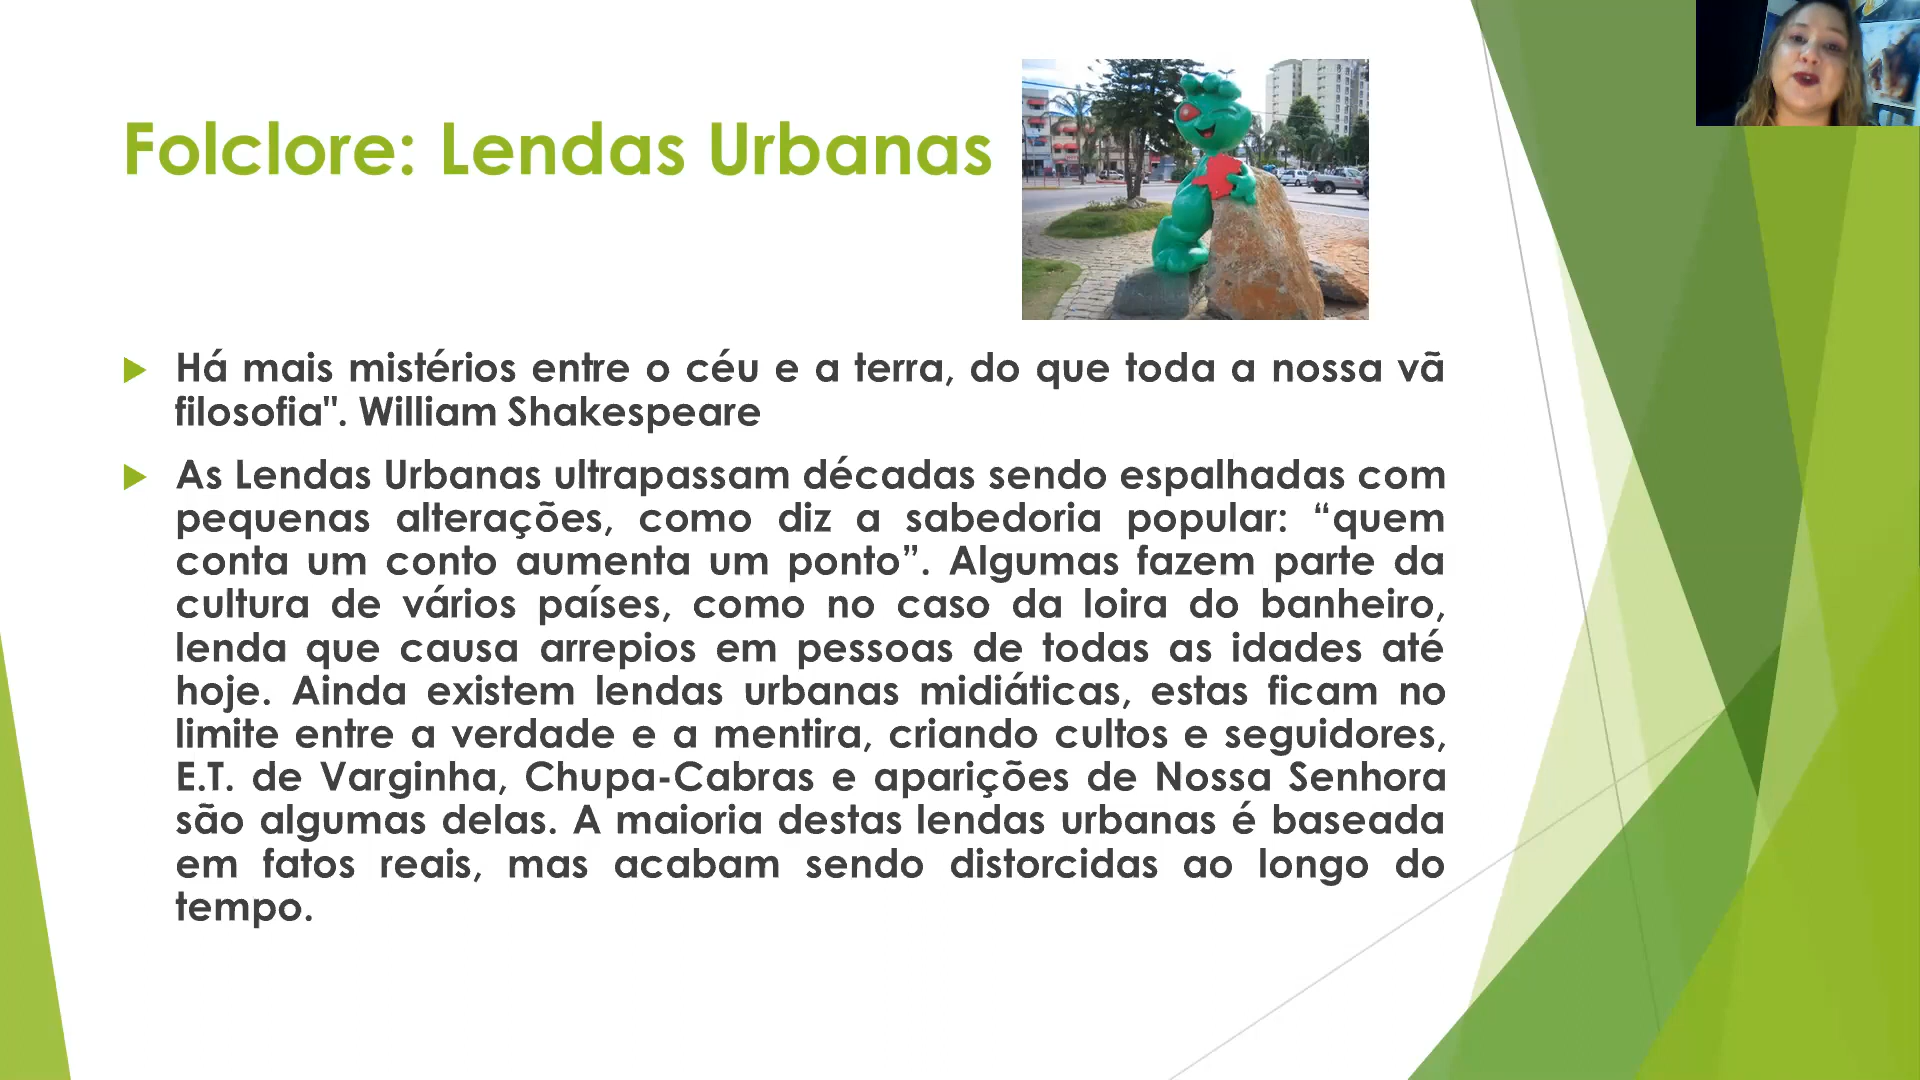 Folclore: Lendas Urbanas
Há mais mistérios entre o céu e a terra, do que toda a nossa vã
filosofia". William Shakespeare
As Lendas Urbanas ultrapassam décadas sendo espalhadas com
pequenas alterações, como diz a sabedoria popular: “quem
conta um conto aumenta um ponto”. Algumas fazem parte da
cultura de vários países, como no caso da loira do banheiro,
lenda que causa arrepios em pessoas de todas as idades até
hoje. Ainda existem lendas urbanas midiáticas, estas ficam no
limite entre a verdade e a mentira, criando cultos e seguidores,
E.T. de Varginha, Chupa-Cabras e aparições de Nossa Senhora
são algumas delas. A maioria destas lendas urbanas é baseada
em fatos reais, mas acabam sendo distorcidas ao longo do
tempo.